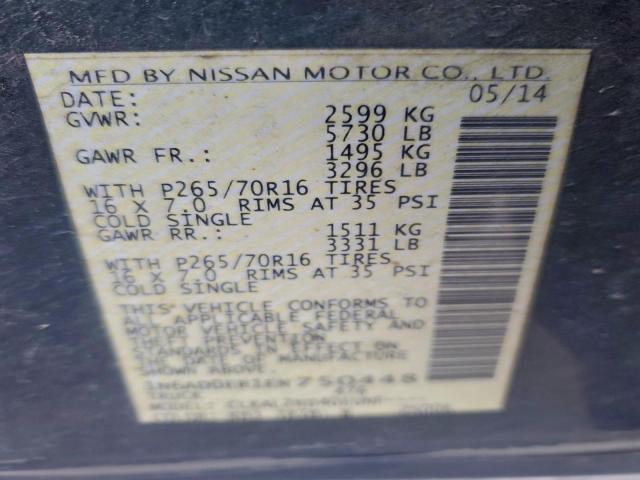 MFD BY NISSAN MOTOR CO., LTD.
DATE: 05/14
GVWR: 2599 KG
5730 LB
GAWR FR.: 1495 KG
3296 LB
WITH P265/70R16 TIRES
16 X 7.0 RIMS AT 35 PSI
COLD SINGLE
GAWR RR.: 1511 KG
3331 LB
WITH P265/70R16 TIRES
16 X 7.0 RIMS AT 35 PSI
COLD SINGLE
THIS VEHICLE CONFORMS TO
ALL APPLICABLE FEDERAL
MOTOR VEHICLE SAFETY AND
THEFT PREVENTION
STANDARDS IN EFFECT ON
THE DATE OF MANUFACTURE
SHOWN ABOVE.
1N6AD0ER1EN 750448
TRUCK
MODEL: